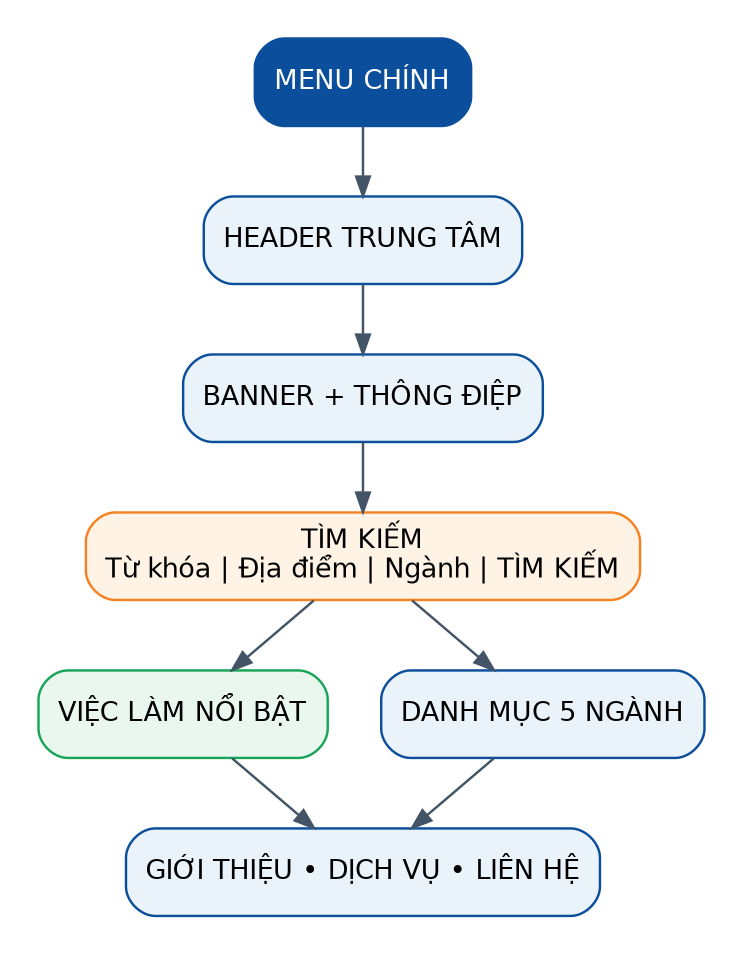 MENU CHÍNH
HEADER TRUNG TÂM
BANNER + THÔNG ĐIỆP
TÌM KIẾM
Từ khóa | Địa điểm | Ngành | TÌM KIẾM
VIỆC LÀM NỔI BẬT
DANH MỤC 5 NGÀNH
GIỚI THIỆU • DỊCH VỤ • LIÊN HỆ